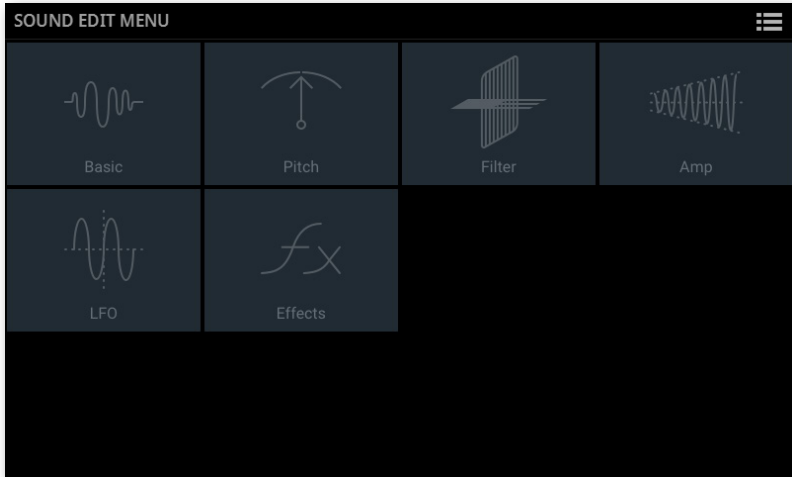 SOUND EDIT MENU
Basic
Pitch
Filter
Amp
LFO
Effects